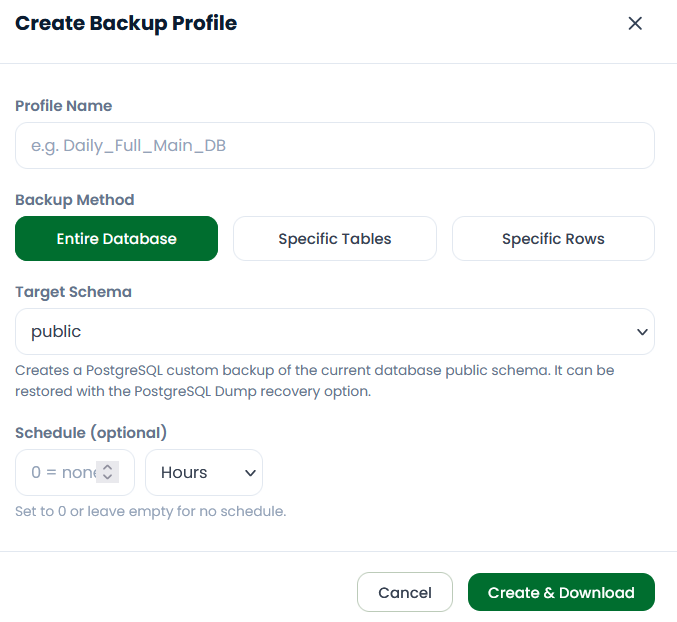 Create Backup Profile
Profile Name
e.g. Daily_Full_Main_DB
Backup Method
Entire Database
Specific Tables
Specific Rows
Target Schema
public
Creates a PostgreSQL custom backup of the current database public schema. It can be
restored with the PostgreSQL Dump recovery option.
Schedule (optional)
0 = none
Hours
Set to 0 or leave empty for no schedule.
Cancel
Create & Download